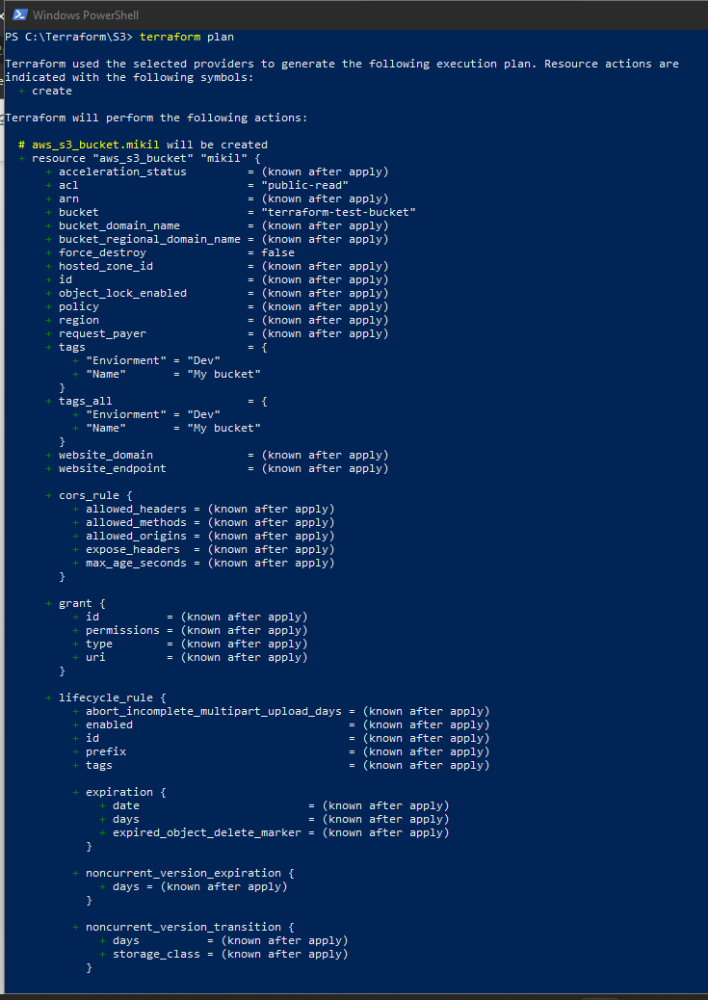 Windows PowerShell
PS C:\Terraform\S3> terraform plan
Terraform used the selected providers to generate the following execution plan. Resource actions are
indicated with the following symbols:
  + create
Terraform will perform the following actions:
  # aws_s3_bucket.mikil will be created
  + resource "aws_s3_bucket" "mikil" {
      + acceleration_status         = (known after apply)
      + acl                         = "public-read"
      + arn                         = (known after apply)
      + bucket                      = "terraform-test-bucket"
      + bucket_domain_name          = (known after apply)
      + bucket_regional_domain_name = (known after apply)
      + force_destroy               = false
      + hosted_zone_id              = (known after apply)
      + id                          = (known after apply)
      + object_lock_enabled         = (known after apply)
      + policy                      = (known after apply)
      + region                      = (known after apply)
      + request_payer               = (known after apply)
      + tags                        = {
          + "Enviorment" = "Dev"
          + "Name"       = "My bucket"
        }
      + tags_all                    = {
          + "Enviorment" = "Dev"
          + "Name"       = "My bucket"
        }
      + website_domain              = (known after apply)
      + website_endpoint            = (known after apply)
      + cors_rule {
          + allowed_headers = (known after apply)
          + allowed_methods = (known after apply)
          + allowed_origins = (known after apply)
          + expose_headers  = (known after apply)
          + max_age_seconds = (known after apply)
        }
      + grant {
          + id          = (known after apply)
          + permissions = (known after apply)
          + type        = (known after apply)
          + uri         = (known after apply)
        }
      + lifecycle_rule {
          + abort_incomplete_multipart_upload_days = (known after apply)
          + enabled                                = (known after apply)
          + id                                     = (known after apply)
          + prefix                                 = (known after apply)
          + tags                                   = (known after apply)
          + expiration {
              + date                         = (known after apply)
              + days                         = (known after apply)
              + expired_object_delete_marker = (known after apply)
            }
          + noncurrent_version_expiration {
              + days = (known after apply)
            }
          + noncurrent_version_transition {
              + days          = (known after apply)
              + storage_class = (known after apply)
            }